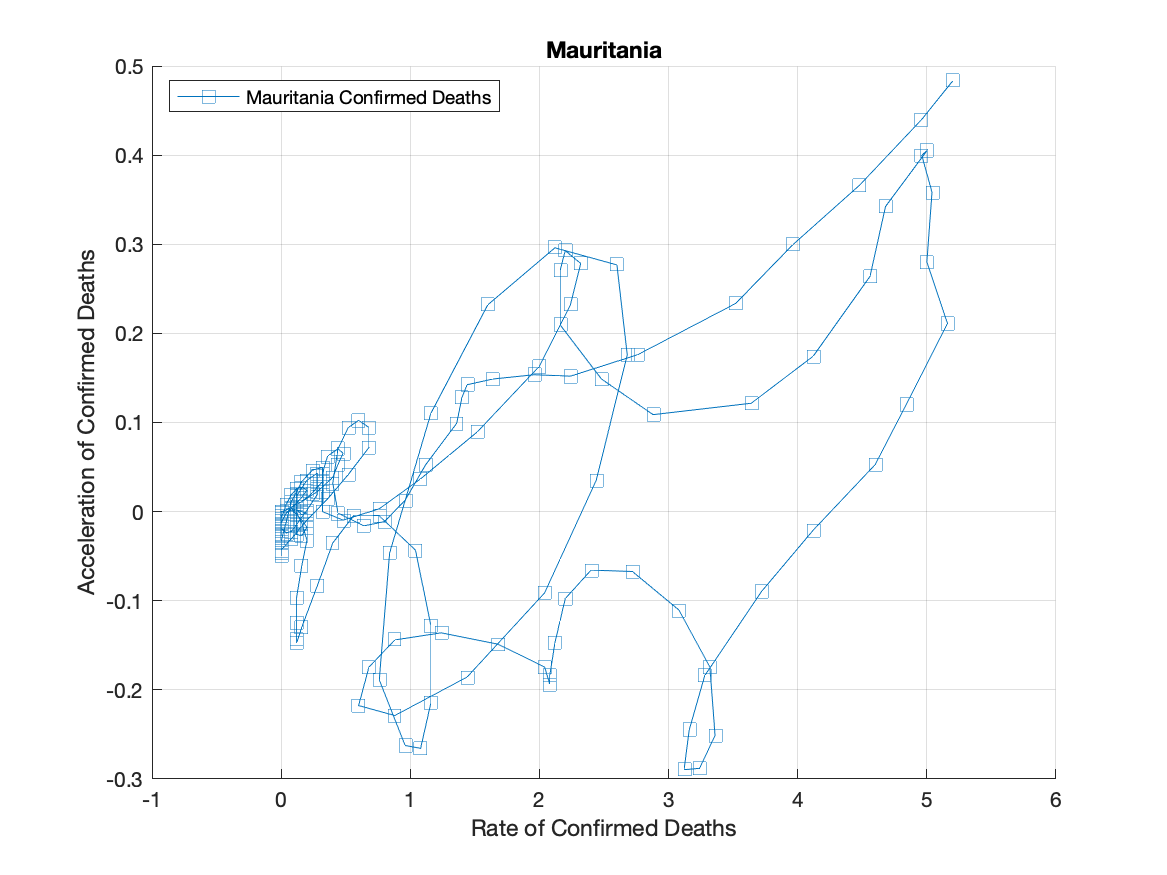 Mauritania
Mauritania Confirmed Deaths
Acceleration of Confirmed Deaths
0.5
0.4
0.3
0.2
0.1
0
-0.1
-0.2
-0.3
-1 0 1 2 3 4 5 6
Rate of Confirmed Deaths